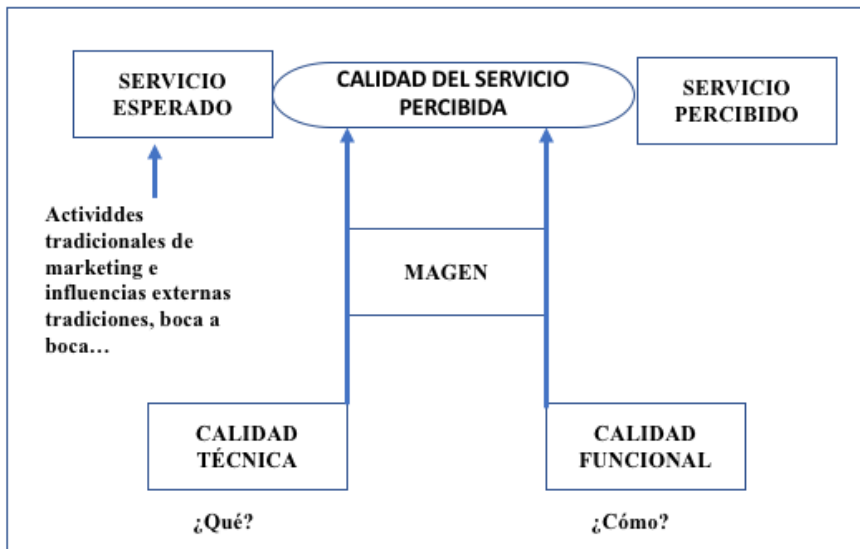 SERVICIO
ESPERADO
CALIDAD DEL SERVICIO
PERCIBIDA
SERVICIO
PERCIBIDO
Actividdes
tradicionales de
marketing e
influencias externas
tradiciones, boca a
boca…
MAGEN
CALIDAD
TÉCNICA
CALIDAD
FUNCIONAL
¿Qué?
¿Cómo?